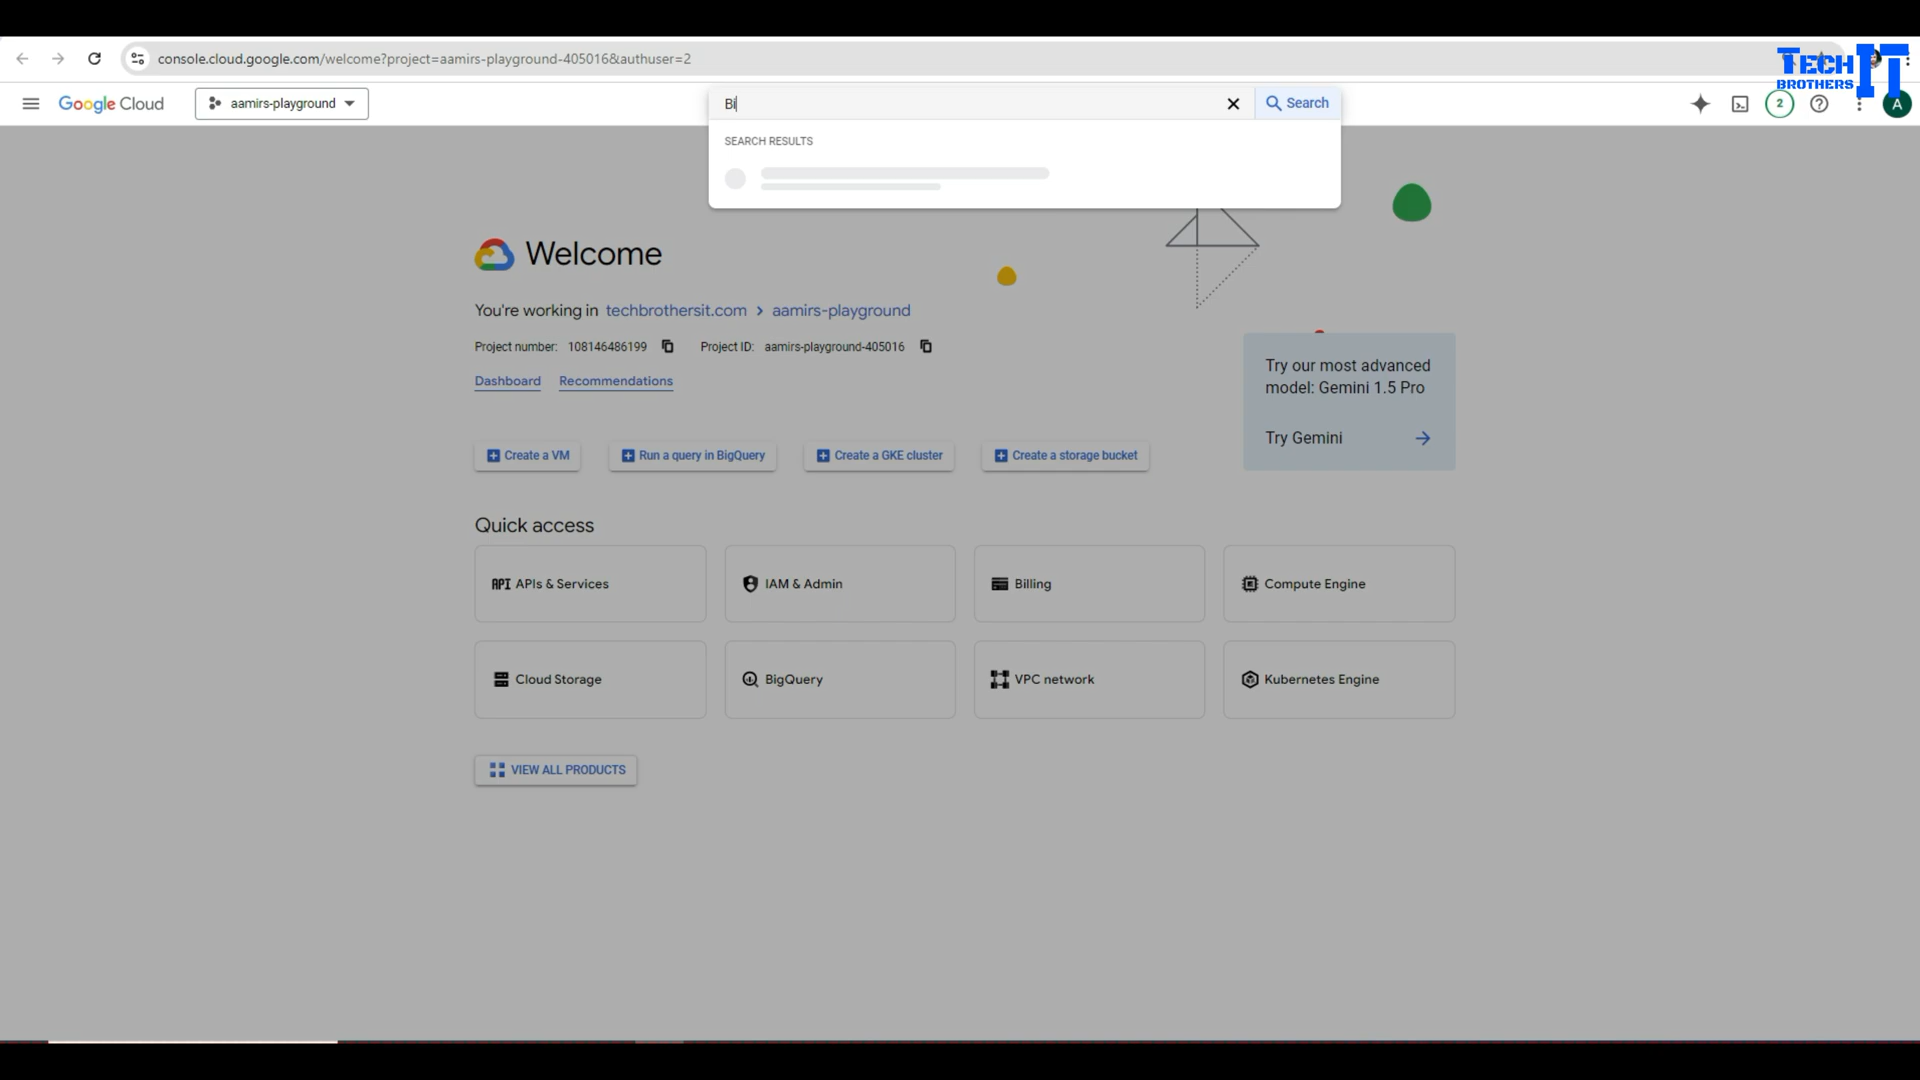 console.cloud.google.com/welcome?project=aamirs-playground-405016&authuser=2
TECH IT
BROTHERS
Google Cloud
aamirs-playground
Bi
Search
2
A
SEARCH RESULTS
Welcome
You're working in techbrothersit.com > aamirs-playground
Project number: 108146486199 Project ID: aamirs-playground-405016
Dashboard Recommendations
Try our most advanced
model: Gemini 1.5 Pro
Try Gemini
Create a VM
Run a query in BigQuery
Create a GKE cluster
Create a storage bucket
Quick access
API APIs & Services
IAM & Admin
Billing
Compute Engine
Cloud Storage
BigQuery
VPC network
Kubernetes Engine
VIEW ALL PRODUCTS